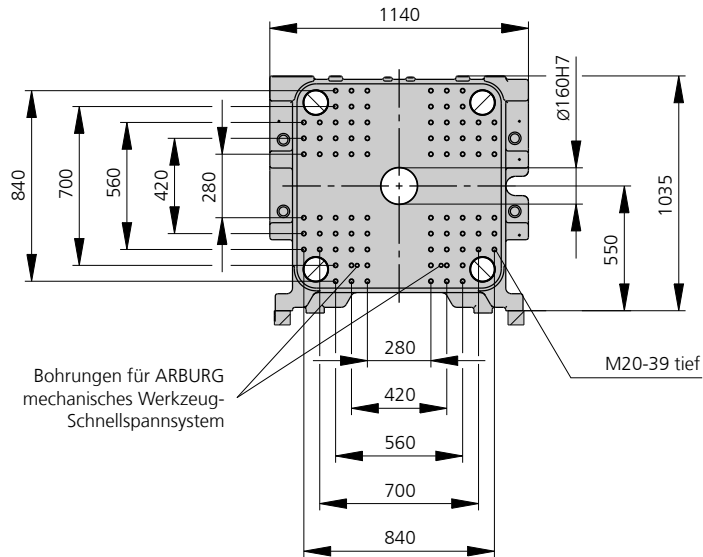 1140
Ø160H7
840
700
560
420
280
1035
550
280
M20-39 tief
Bohrungen für ARBURG
mechanisches Werkzeug-
Schnellspannsystem
420
560
700
840